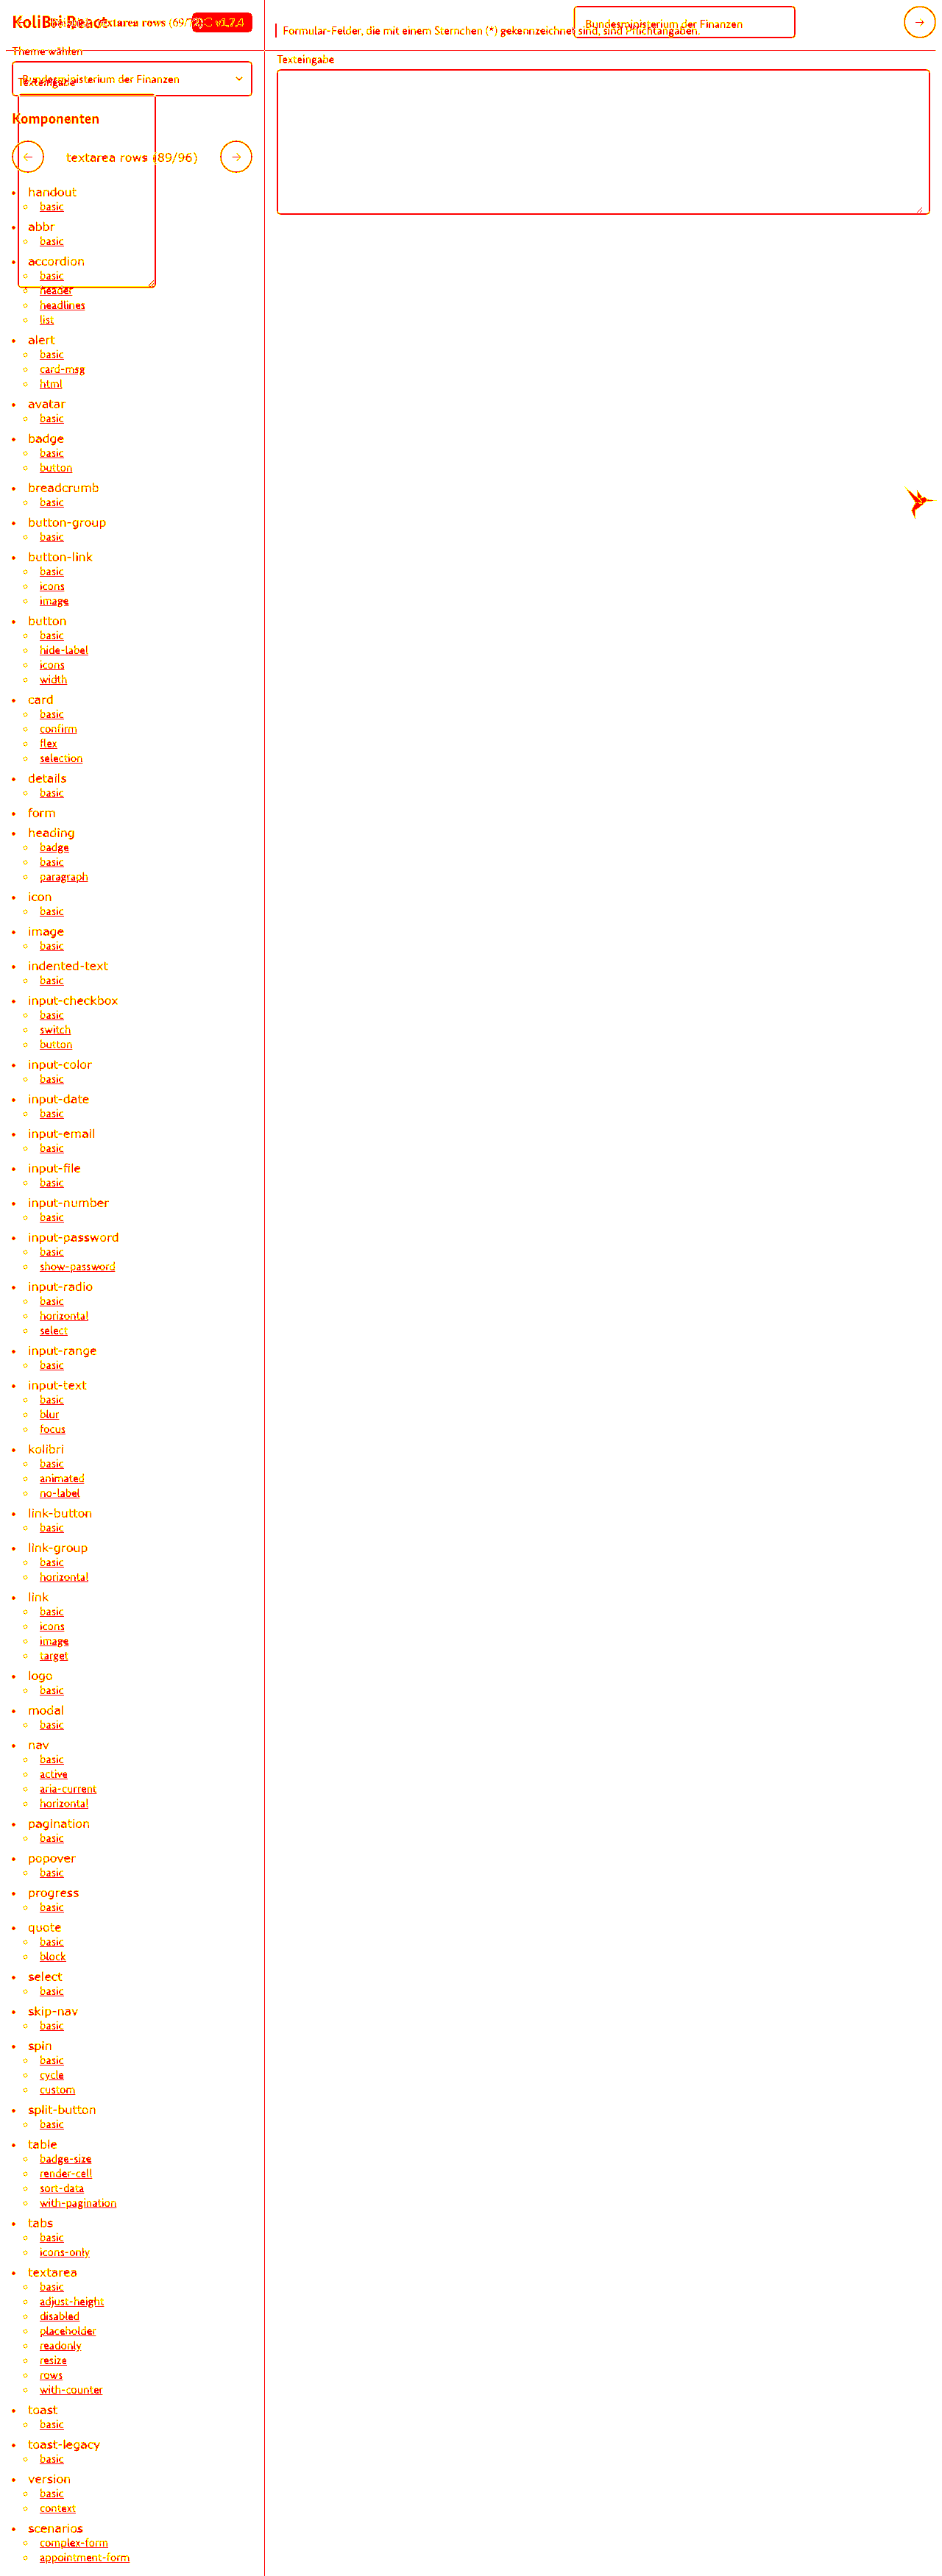 KoliBri React
v1.7.4
textarea rows (69/72)
Bundesministerium der Finanzen
Formular-Felder, die mit einem Sternchen (*) gekennzeichnet sind, sind Pflichtangaben.
Theme wählen
Bundesministerium der Finanzen
Texteingabe
Texteingabe
Komponenten
textarea rows (89/96)
handout
basic
abbr
basic
accordion
basic
header
headlines
list
alert
basic
card-msg
html
avatar
basic
badge
basic
button
breadcrumb
basic
button-group
basic
button-link
basic
icons
image
button
basic
hide-label
icons
width
card
basic
confirm
flex
selection
details
basic
form
heading
badge
basic
paragraph
icon
basic
image
basic
indented-text
basic
input-checkbox
basic
switch
button
input-color
basic
input-date
basic
input-email
basic
input-file
basic
input-number
basic
input-password
basic
show-password
input-radio
basic
horizontal
select
input-range
basic
input-text
basic
blur
focus
kolibri
basic
animated
no-label
link-button
basic
link-group
basic
horizontal
link
basic
icons
image
target
logo
basic
modal
basic
nav
basic
active
aria-current
horizontal
pagination
basic
popover
basic
progress
basic
quote
basic
block
select
basic
skip-nav
basic
spin
basic
cycle
custom
split-button
basic
table
badge-size
render-cell
sort-data
with-pagination
tabs
basic
icons-only
textarea
basic
adjust-height
disabled
placeholder
readonly
resize
rows
with-counter
toast
basic
toast-legacy
basic
version
basic
context
scenarios
complex-form
appointment-form